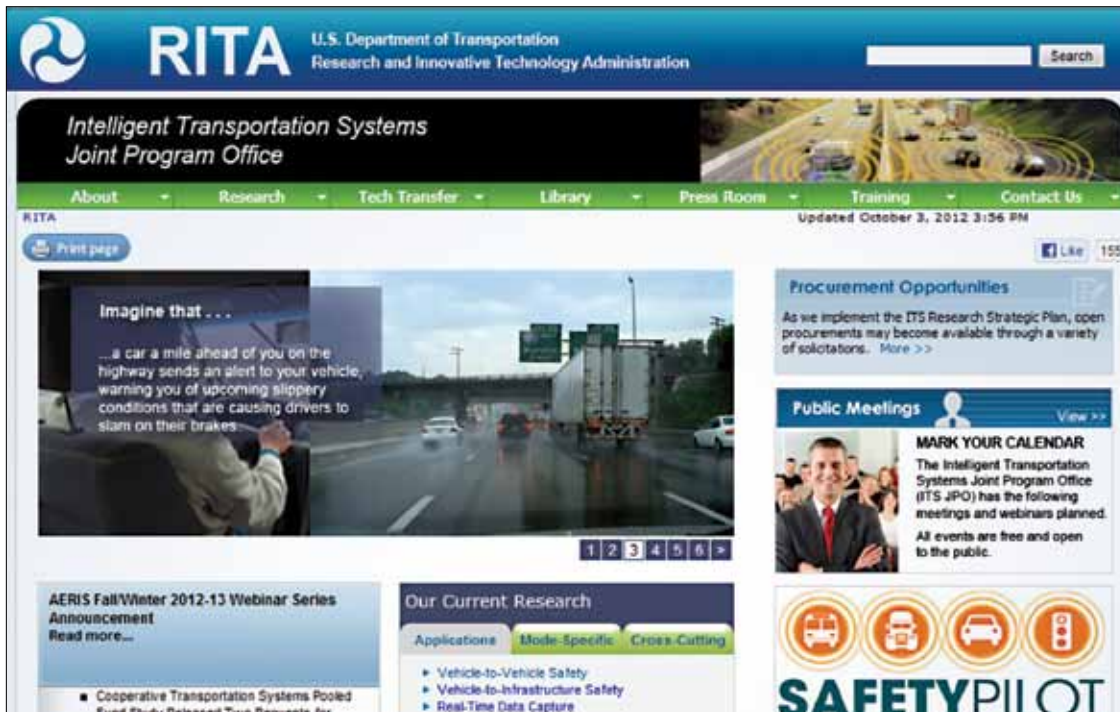 RITA
U.S. Department of Transportation
Research and Innovative Technology Administration
Search
Intelligent Transportation Systems
Joint Program Office
About Research Tech Transfer Library Press Room Training Contact Us
RITA
Updated October 3, 2012 3:56 PM
Print page
Like 155
Imagine that . . .
...a car a mile ahead of you on the
highway sends an alert to your vehicle,
warning you of upcoming slippery
conditions that are causing drivers to
slam on their brakes
1 2 3 4 5 6 »
Procurement Opportunities
As we implement the ITS Research Strategic Plan, open
procurements may become available through a variety
of solicitations. More >>
Public Meetings
View >>
MARK YOUR CALENDAR
The Intelligent Transportation
Systems Joint Program Office
(ITS JPO) has the following
meetings and webinars planned.
All events are free and open
to the public.
AERIS Fall/Winter 2012-13 Webinar Series
Announcement
Read more...
Cooperative Transportation Systems Pooled
Fund Study Released Two Requests for
Our Current Research
Applications Mode-Specific Cross-Cutting
Vehicle-to-Vehicle Safety
Vehicle-to-Infrastructure Safety
Real-Time Data Capture
SAFETYPILOT